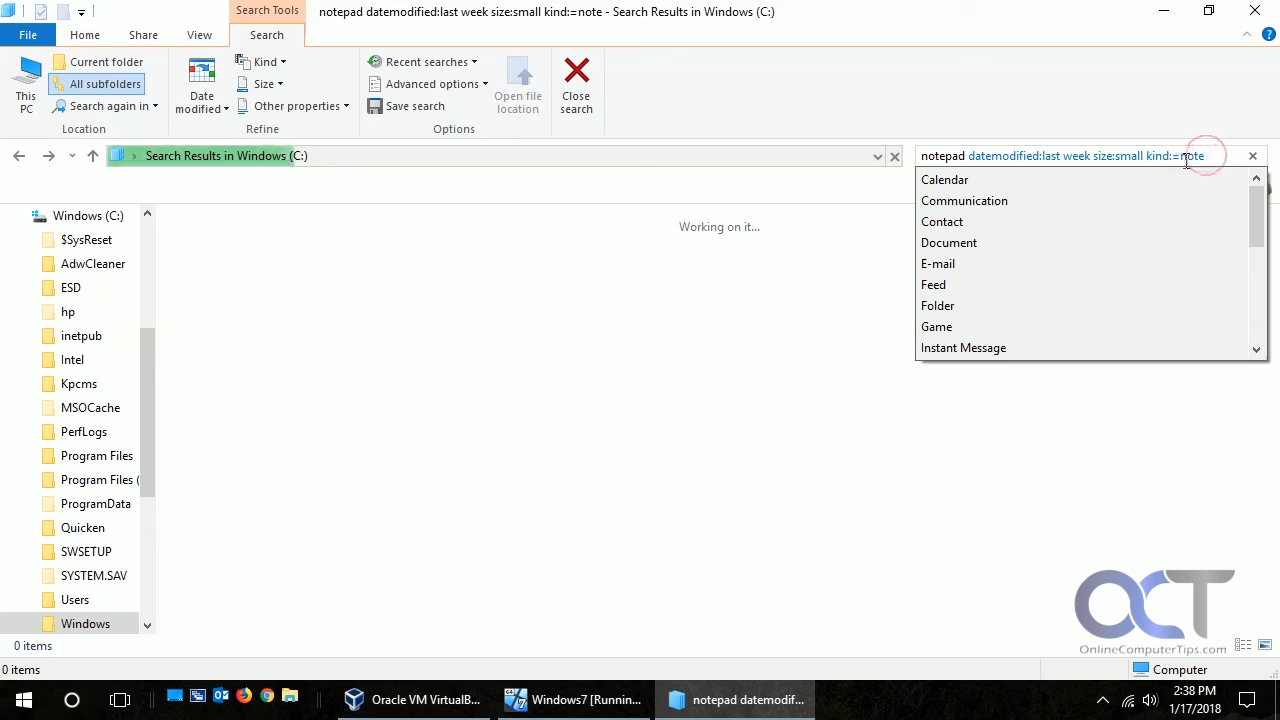 Search Tools
notepad datemodified:last week size:small kind:=note - Search Results in Windows (C:)
File Home Share View Search
This PC
Current folder
All subfolders
Search again in
Location
Date modified
Kind
Size
Other properties
Refine
Recent searches
Advanced options
Save search
Open file location
Options
Close search
Search Results in Windows (C:)
notepad datemodified:last week size:small kind:=note
Calendar
Communication
Contact
Document
E-mail
Feed
Folder
Game
Instant Message
Working on it...
Windows (C:)
$SysReset
AdwCleaner
ESD
hp
inetpub
Intel
Kpcms
MSOCache
PerfLogs
Program Files
Program Files (
ProgramData
Quicken
SWSETUP
SYSTEM.SAV
Users
Windows
OCT
OnlineComputerTips.com
0 items
0 items
Computer
Oracle VM VirtualB...
Windows7 [Runnin...
notepad datemodif...
2:38 PM
1/17/2018